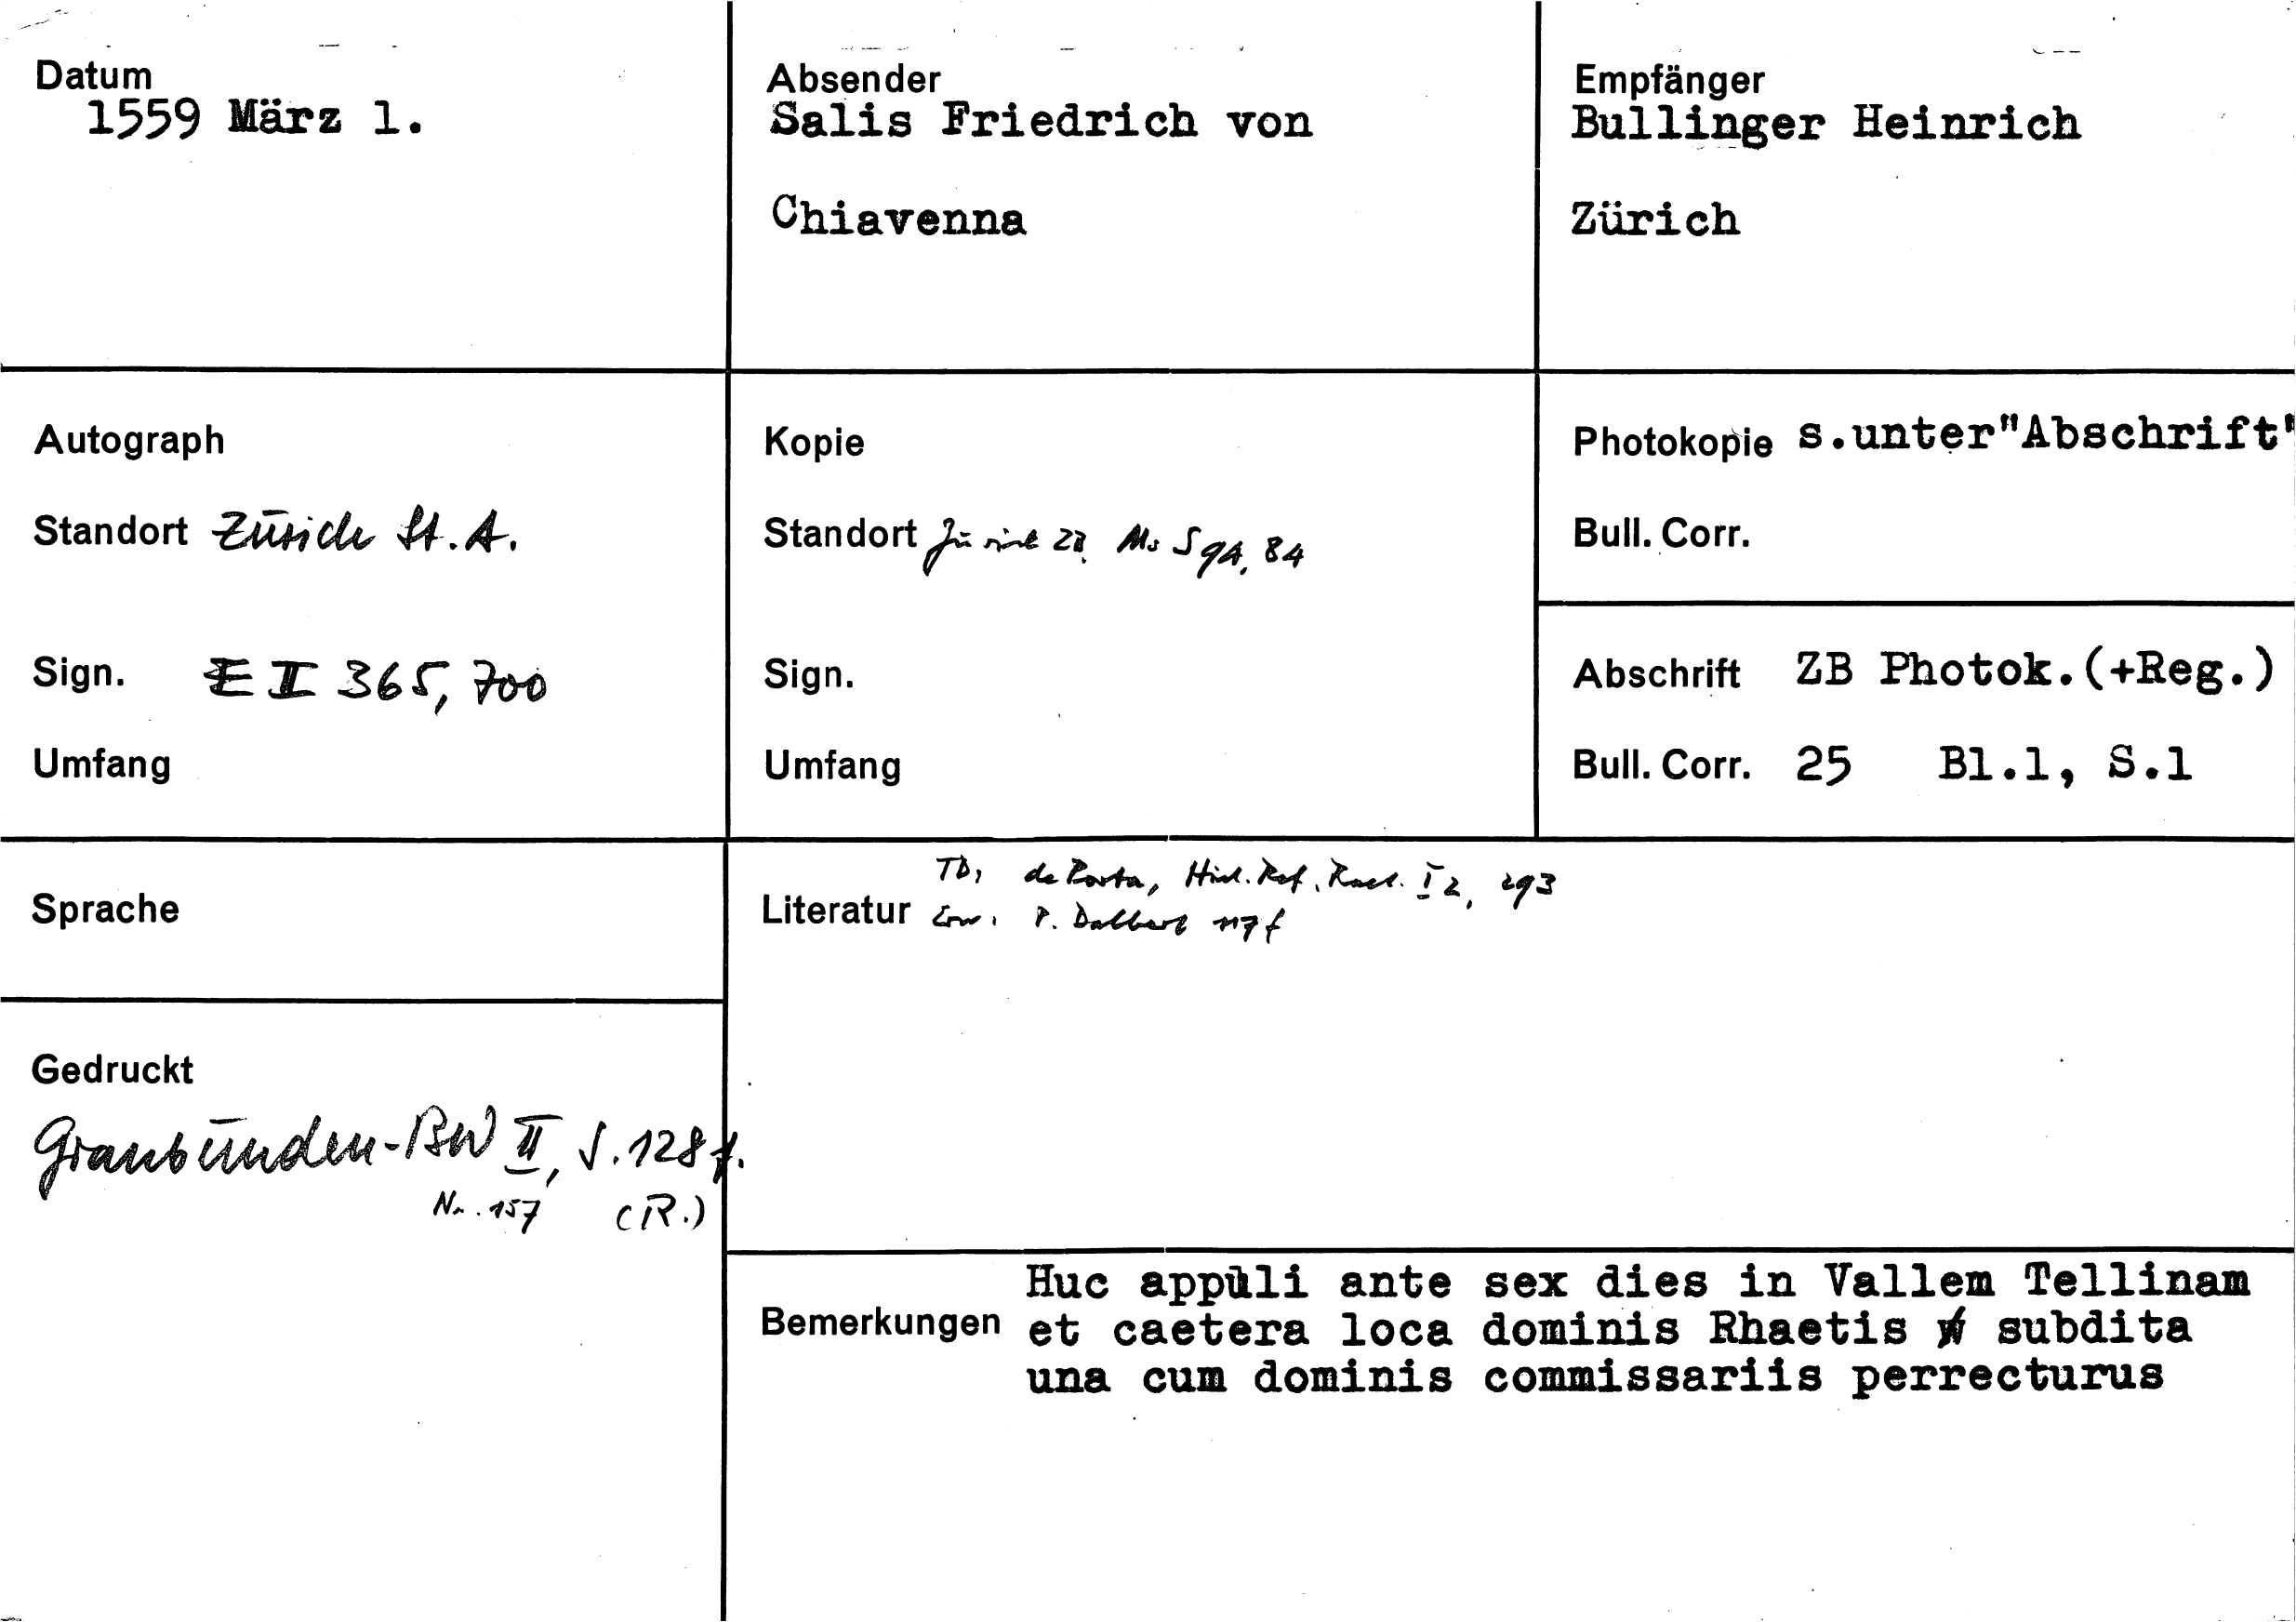 Datum
1559 März 1.
Absender
Salis Friedrich von
Chiavenna
Empfänger
Bullinger Heinrich
Zürich
Autograph
Standort Zürich St.A.
Sign. E II 365, 700
Umfang
Kopie
Standort Zürich ZB. Ms S 94, 84
Sign.
Umfang
Photokopie s.unter"Abschrift"
Bull. Corr.
Abschrift ZB Photok.(+Reg.)
Bull. Corr. 25 Bl.1, S.1
Sprache
Gedruckt
Graubünden-BW II, S. 128 f.
Nr. 157 (R.)
Literatur
de Porta, Hist. Ref. Raet. I 2, 293
P. Dalbert 117 f
Bemerkungen
Huc appuli ante sex dies in Vallem Tellinam
et caetera loca dominis Rhaetis subdita
una cum dominis commissariis perrecturus